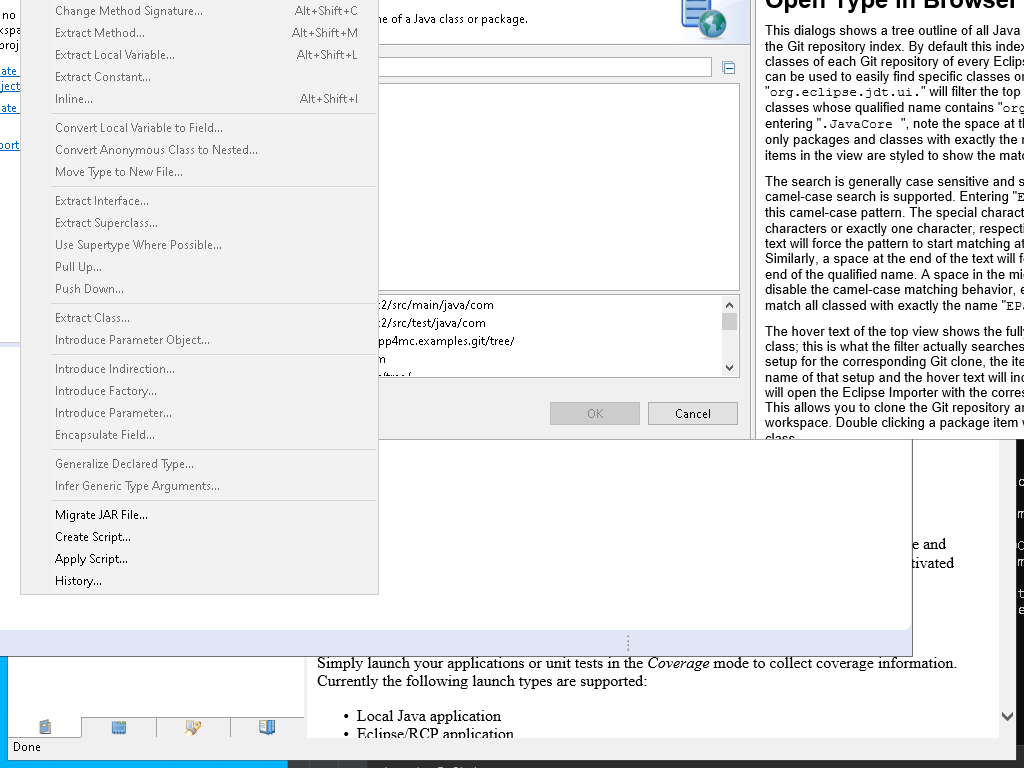 Change Method Signature... Alt+Shift+C
Extract Method... Alt+Shift+M
Extract Local Variable... Alt+Shift+L
Extract Constant...
Inline... Alt+Shift+I
Convert Local Variable to Field...
Convert Anonymous Class to Nested...
Move Type to New File...
Extract Interface...
Extract Superclass...
Use Supertype Where Possible...
Pull Up...
Push Down...
Extract Class...
Introduce Parameter Object...
Introduce Indirection...
Introduce Factory...
Introduce Parameter...
Encapsulate Field...
Generalize Declared Type...
Infer Generic Type Arguments...
Migrate JAR File...
Create Script...
Apply Script...
History...
no
ate
ject
ate
port
ne of a Java class or package.
:2/src/main/java/com
:2/src/test/java/com
pp4mc.examples.git/tree/
m
OK
Cancel
Open Type in Browser
This dialogs shows a tree outline of all Java
the Git repository index. By default this index
classes of each Git repository of every Eclips
can be used to easily find specific classes or
"org.eclipse.jdt.ui." will filter the top
classes whose qualified name contains "org
entering ".JavaCore ", note the space at th
only packages and classes with exactly the n
items in the view are styled to show the matc
The search is generally case sensitive and s
camel-case search is supported. Entering "E
this camel-case pattern. The special charact
characters or exactly one character, respecti
text will force the pattern to start matching at
Similarly, a space at the end of the text will f
end of the qualified name. A space in the mi
disable the camel-case matching behavior, e
match all classed with exactly the name "EPa
The hover text of the top view shows the fully
class; this is what the filter actually searches
setup for the corresponding Git clone, the ite
name of that setup and the hover text will inc
will open the Eclipse Importer with the corres
This allows you to clone the Git repository an
workspace. Double clicking a package item w
class.
e and
tivated
Simply launch your applications or unit tests in the Coverage mode to collect coverage information.
Currently the following launch types are supported:
• Local Java application
• Eclipse/RCP application
Done